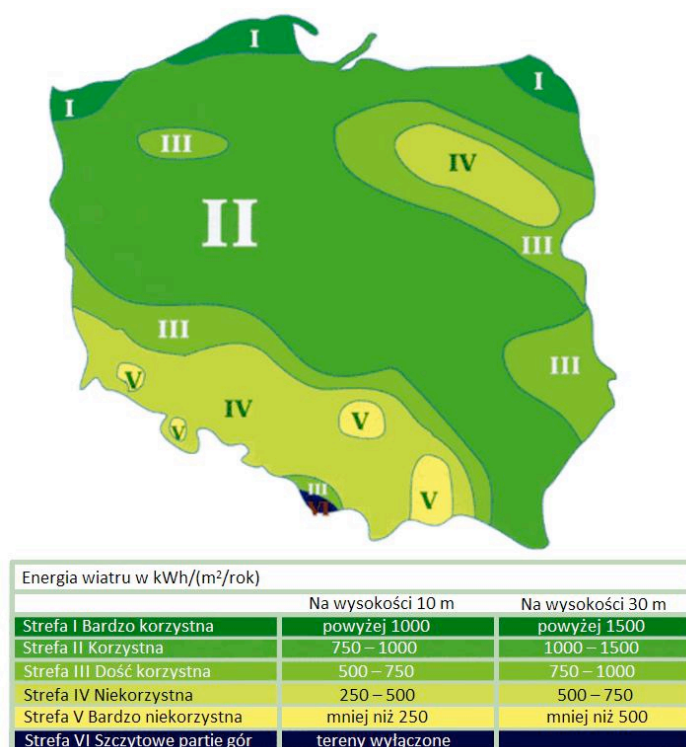 I
I
I
III
IV
II
III
III
III
V
IV
V
V
III
V
VI
Energia wiatru w kWh/(m²/rok)
Na wysokości 10 m Na wysokości 30 m
Strefa I Bardzo korzystna powyżej 1000 powyżej 1500
Strefa II Korzystna 750 – 1000 1000 – 1500
Strefa III Dość korzystna 500 – 750 750 – 1000
Strefa IV Niekorzystna 250 – 500 500 – 750
Strefa V Bardzo niekorzystna mniej niż 250 mniej niż 500
Strefa VI Szczytowe partie gór tereny wyłączone